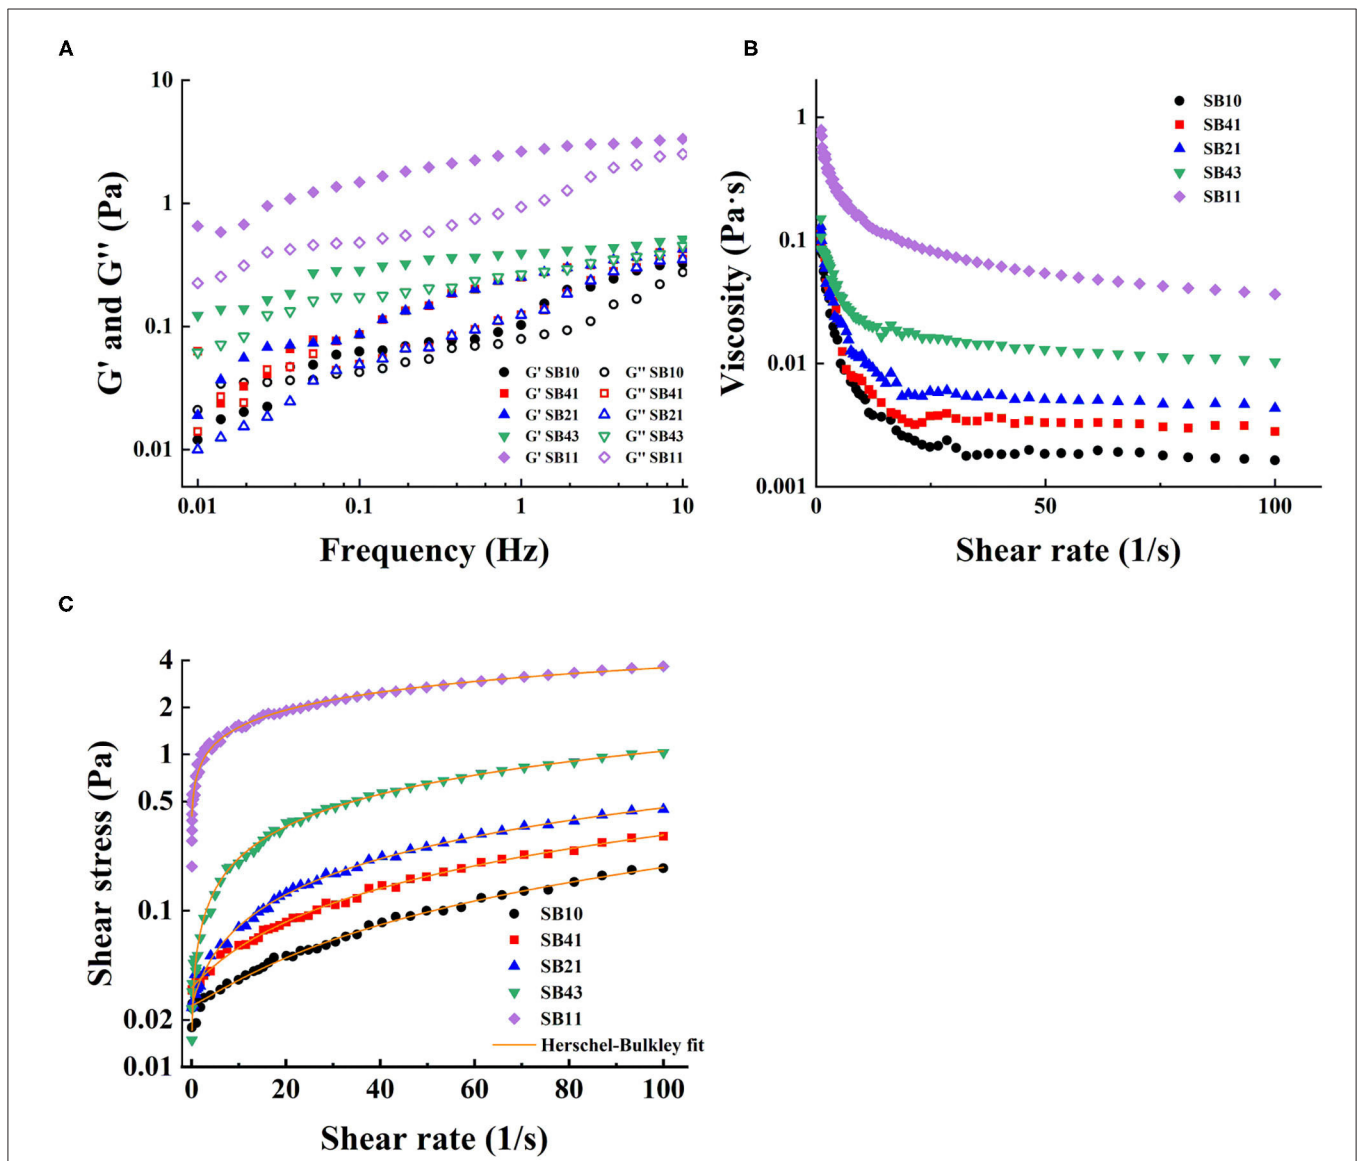 A
10
1
0.1
0.01
G' and G" (Pa)
G' SB10 G" SB10
G' SB41 G" SB41
G' SB21 G" SB21
G' SB43 G" SB43
G' SB11 G" SB11
0.01 0.1 1 10
Frequency (Hz)
B
1
0.1
0.01
0.001
Viscosity (Pa·s)
SB10
SB41
SB21
SB43
SB11
0 50 100
Shear rate (1/s)
C
4
2
1
0.5
0.1
0.02
0.01
Shear stress (Pa)
SB10
SB41
SB21
SB43
SB11
Herschel-Bulkley fit
0 20 40 60 80 100
Shear rate (1/s)